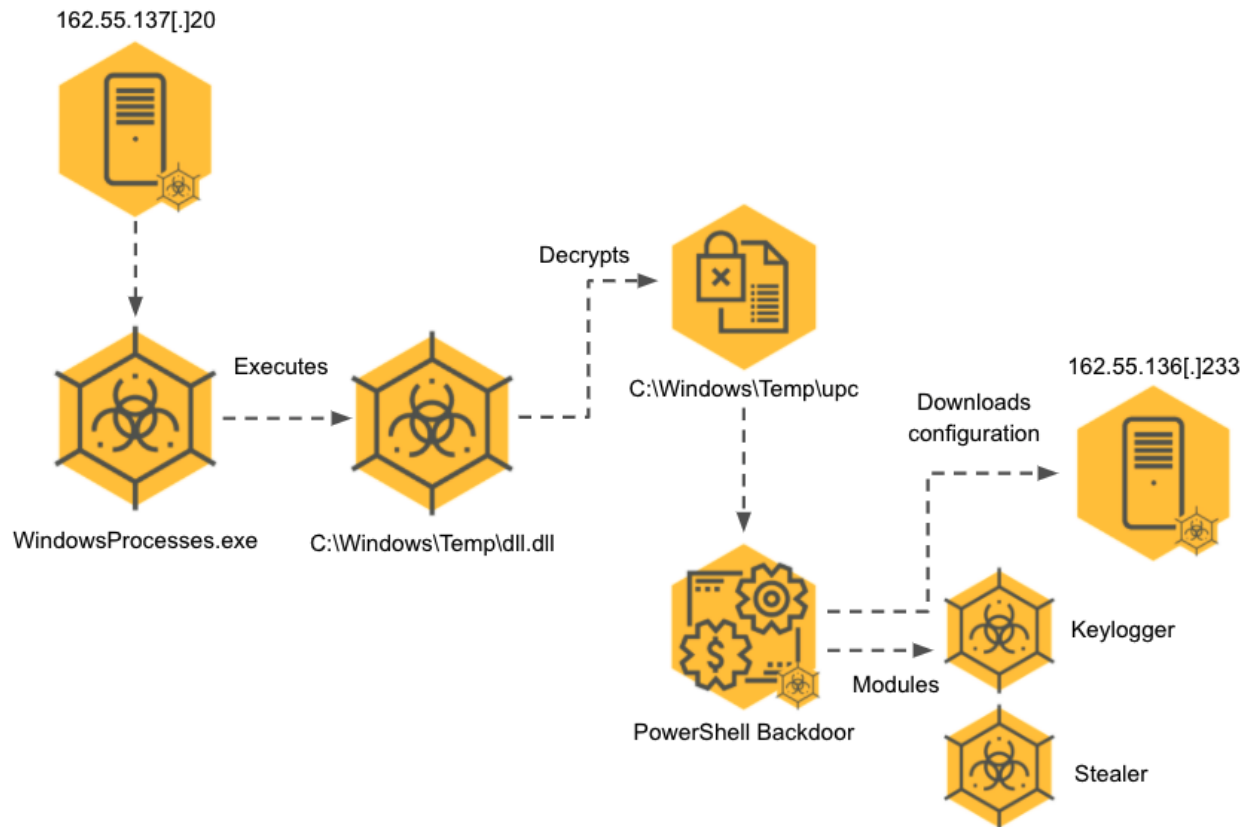 162.55.137[.]20
WindowsProcesses.exe
Executes
C:\Windows\Temp\dll.dll
Decrypts
C:\Windows\Temp\upc
PowerShell Backdoor
Downloads
configuration
162.55.136[.]233
Modules
Keylogger
Stealer